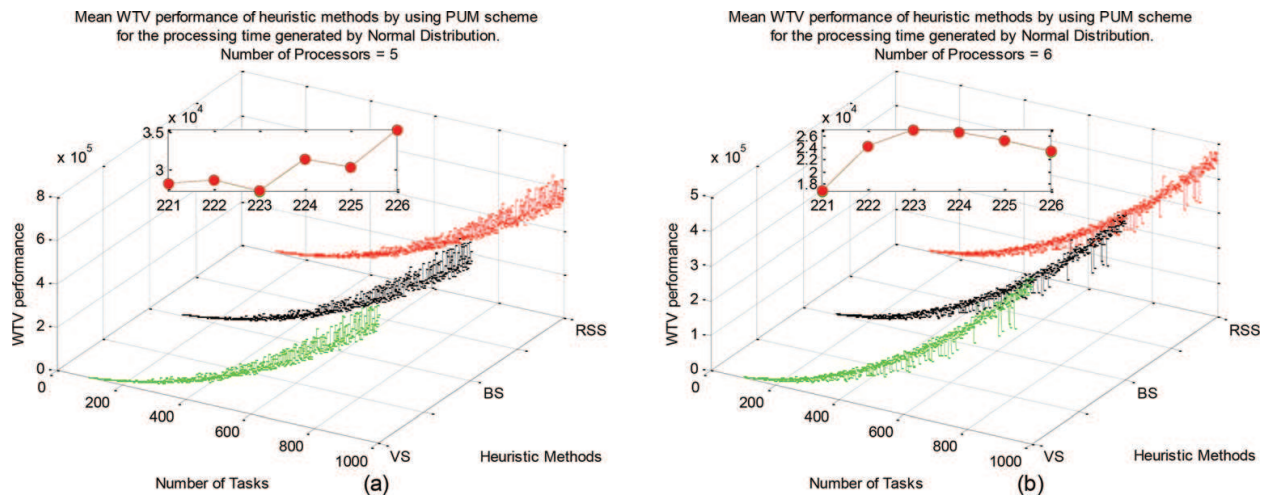 Mean WTV performance of heuristic methods by using PUM scheme
for the processing time generated by Normal Distribution.
Number of Processors = 5
x 10^4
3.5
3
221 222 223 224 225 226
x 10^5
8
6
4
2
0
WTV performance
0
200
400
600
800
1000
VS
BS
RSS
Number of Tasks
Heuristic Methods
(a)
Mean WTV performance of heuristic methods by using PUM scheme
for the processing time generated by Normal Distribution.
Number of Processors = 6
x 10^4
2.6
2.4
2.2
1.8
221 222 223 224 225 226
x 10^5
5
4
3
2
1
0
WTV performance
0
200
400
600
800
1000
VS
BS
RSS
Number of Tasks
Heuristic Methods
(b)